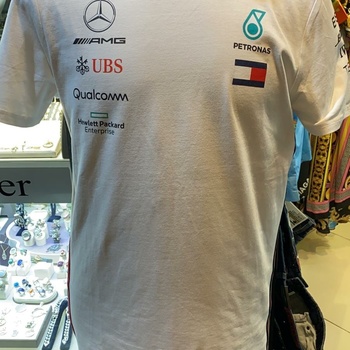 AMG
UBS
Qualcomm
Hewlett Packard
Enterprise
PETRONAS
er